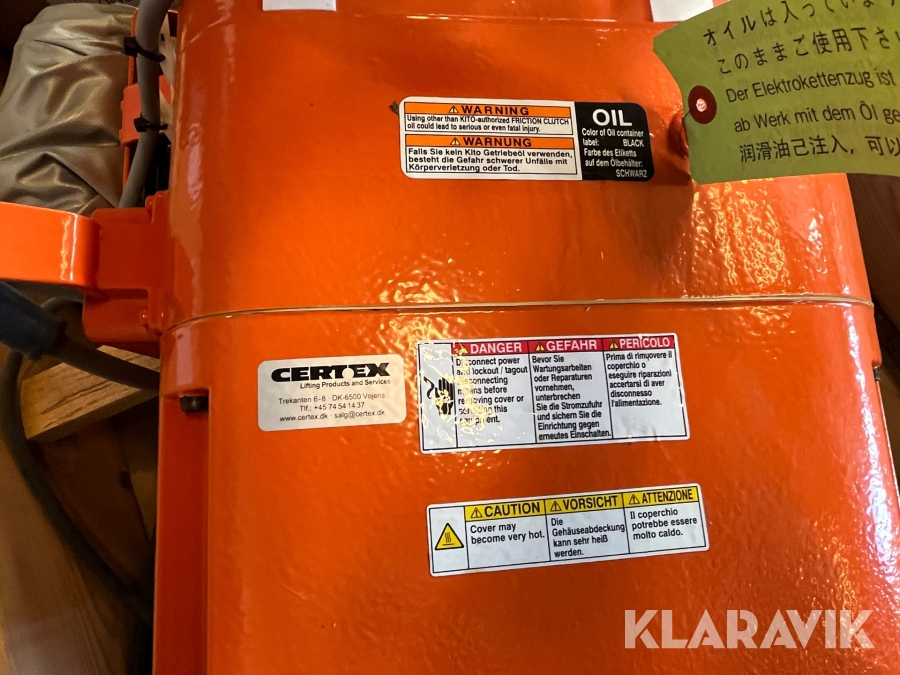 オイルは入っていま
このままご使用下さ
Der Elektrokettenzug ist
ab Werk mit dem Öl ge
润滑油已注入，可以
WARNING
Using other than KITO-authorized FRICTION CLUTCH
oil could lead to serious or even fatal injury.
WARNUNG
Falls Sie kein Kito Getriebeöl verwenden,
besteht die Gefahr schwerer Unfälle mit
Körperverletzung oder Tod.
OIL
Color of Oil container
label: BLACK
Farbe des Etiketts
auf dem Ölbehälter:
SCHWARZ
CERTEX
Lifting Products and Services
Trekanten 6-8 · DK-6500 Vojens
Tlf.: +45 74 54 14 37
www.certex.dk · salg@certex.dk
DANGER
Disconnect power
and lockout / tagout
disconnecting
means before
removing cover or
servicing this
equipment.
GEFAHR
Bevor Sie
Wartungsarbeiten
oder Reparaturen
vornehmen,
unterbrechen
Sie die Stromzufuhr
und sichern Sie die
Einrichtung gegen
erneutes Einschalten.
PERICOLO
Prima di rimuovere il
coperchio o
eseguire riparazioni
accertarsi di aver
disconnesso
l'alimentazione.
CAUTION
Cover may
become very hot.
VORSICHT
Die
Gehäuseabdeckung
kann sehr heiß
werden.
ATTENZIONE
Il coperchio
potrebbe essere
molto caldo.
KLARAVIK